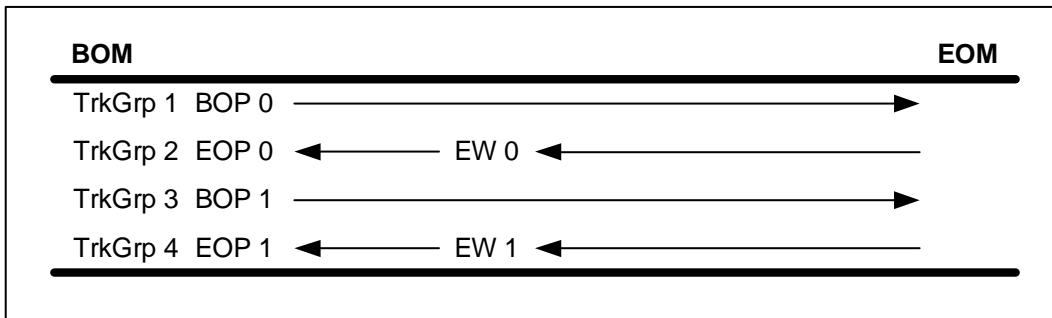 BOM EOM
TrkGrp 1 BOP 0
TrkGrp 2 EOP 0 EW 0
TrkGrp 3 BOP 1
TrkGrp 4 EOP 1 EW 1